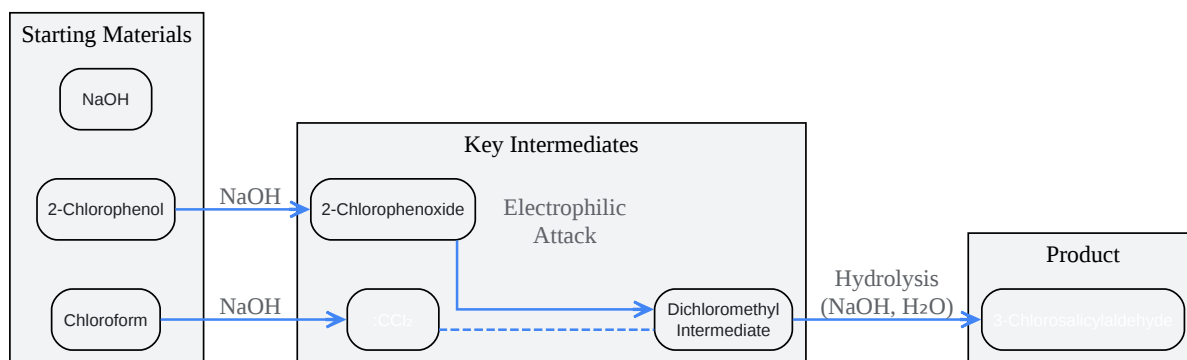 Starting Materials
NaOH
2-Chlorophenol
Chloroform
NaOH
NaOH
Key Intermediates
2-Chlorophenoxide
Electrophilic
Attack
:CCl₂
Dichloromethyl
Intermediate
Hydrolysis
(NaOH, H₂O)
Product
3-Chlorosalicylaldehyde